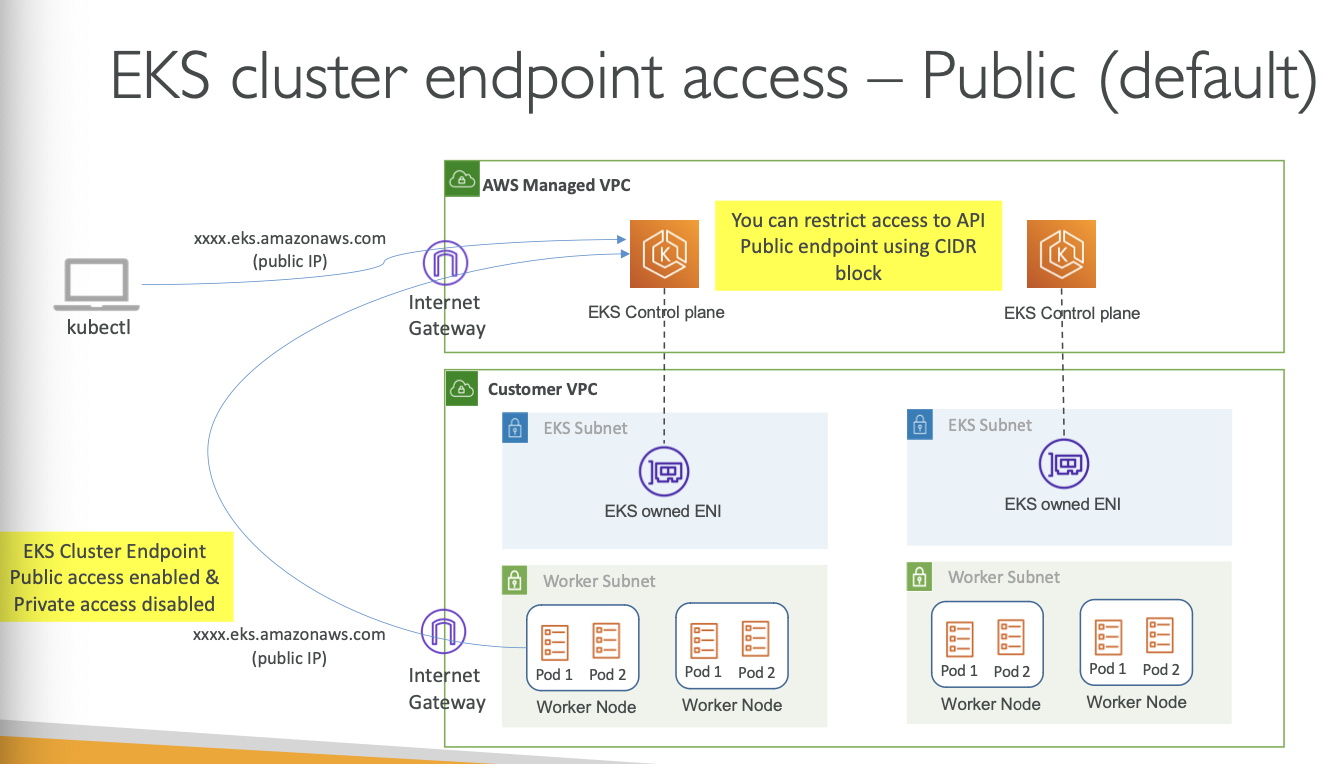 EKS cluster endpoint access – Public (default)
AWS Managed VPC
You can restrict access to API
Public endpoint using CIDR
block
xxxx.eks.amazonaws.com
(public IP)
kubectl
Internet
Gateway
K
EKS Control plane
K
EKS Control plane
Customer VPC
EKS Subnet
EKS owned ENI
EKS Subnet
EKS owned ENI
EKS Cluster Endpoint
Public access enabled &
Private access disabled
xxxx.eks.amazonaws.com
(public IP)
Internet
Gateway
Worker Subnet
Pod 1 Pod 2
Worker Node
Pod 1 Pod 2
Worker Node
Worker Subnet
Pod 1 Pod 2
Worker Node
Pod 1 Pod 2
Worker Node